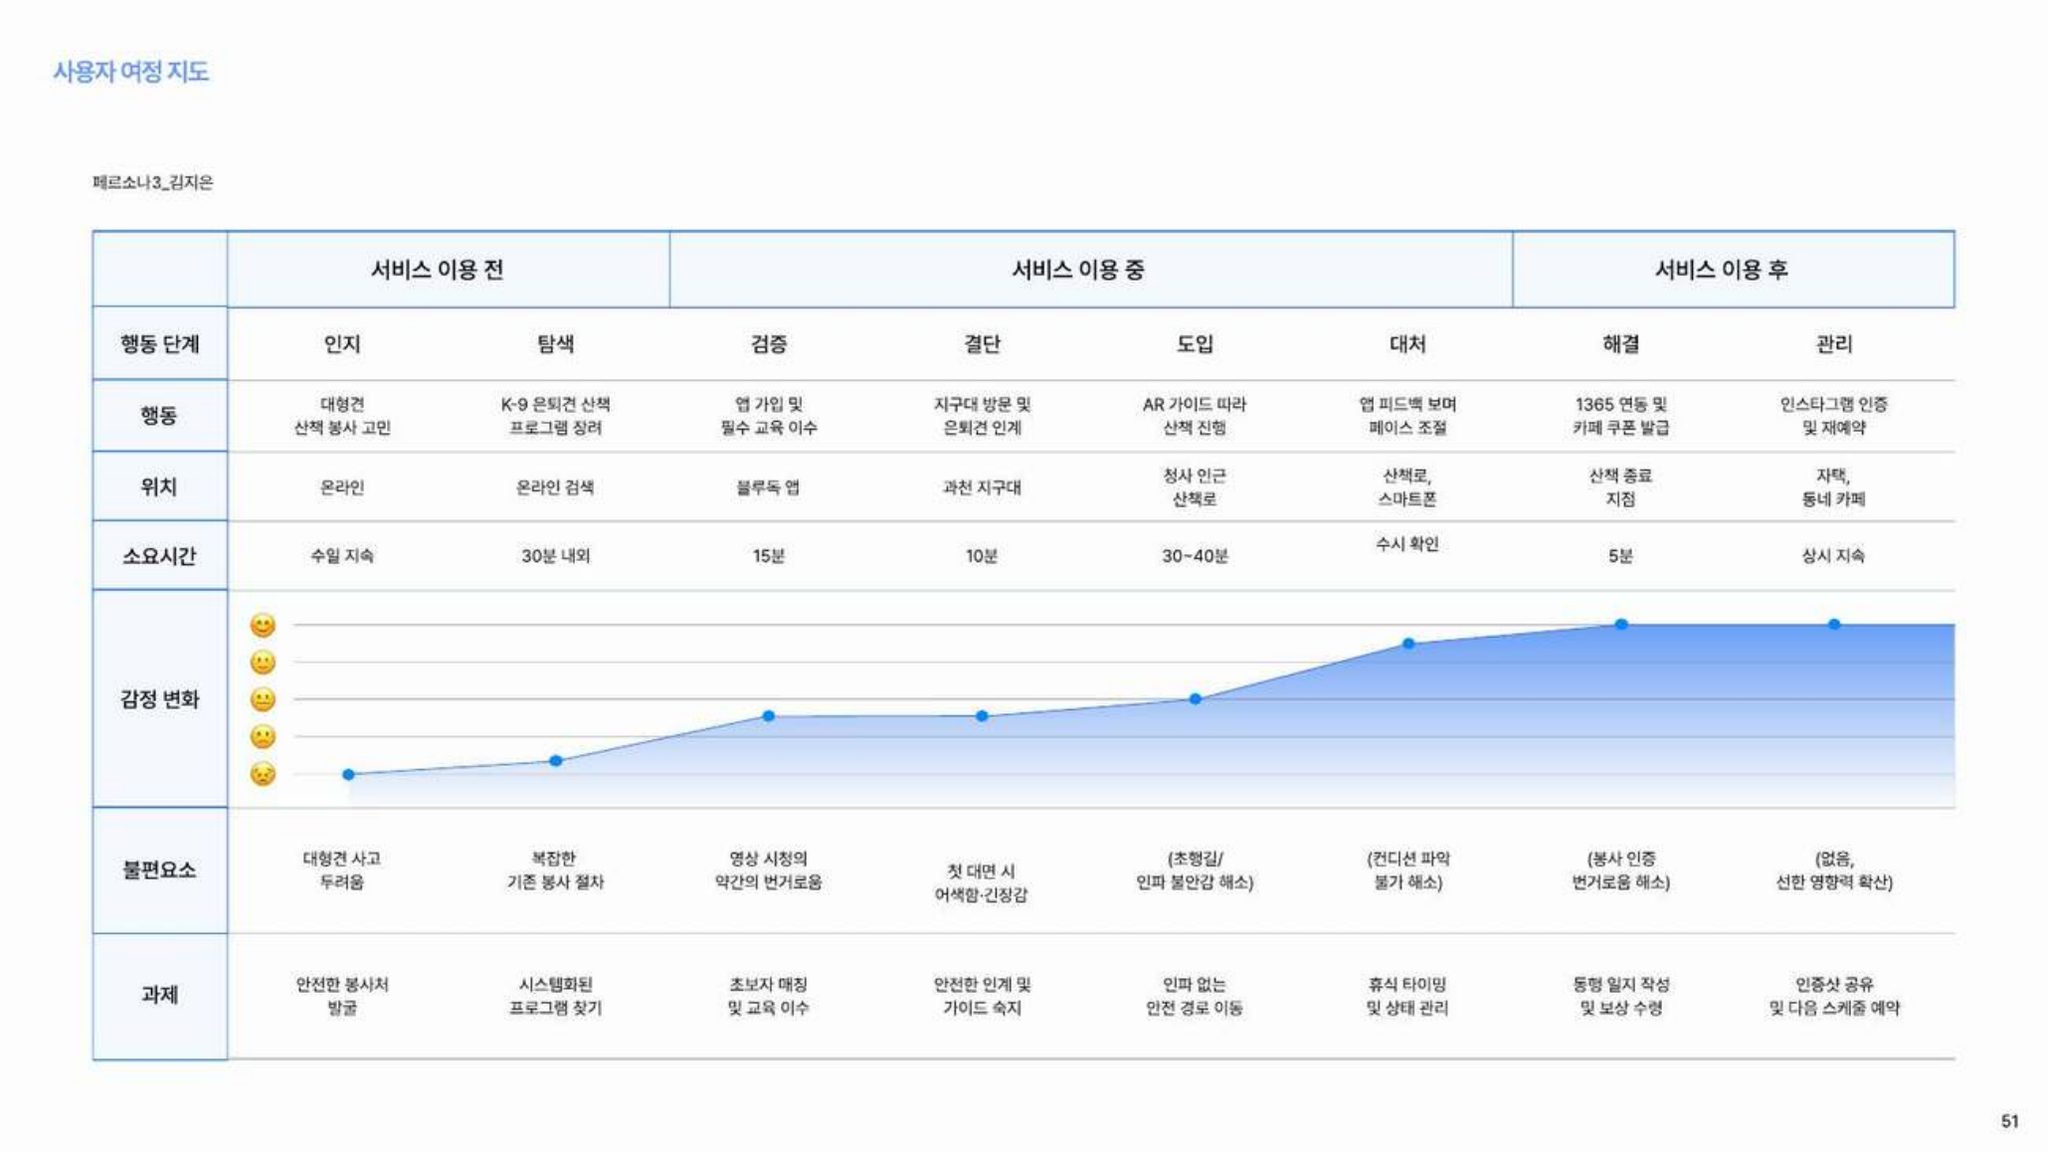 사용자 여정 지도
페르소나3_김지은
서비스 이용 전
서비스 이용 중
서비스 이용 후
행동 단계
인지
탐색
검증
결단
도입
대처
해결
관리
행동
대형견
산책 봉사 고민
K-9 은퇴견 산책
프로그램 장려
앱 가입 및
필수 교육 이수
지구대 방문 및
은퇴견 인계
AR 가이드 따라
산책 진행
앱 피드백 보며
페이스 조절
1365 연동 및
카페 쿠폰 발급
인스타그램 인증
및 재예약
위치
온라인
온라인 검색
블루독 앱
과천 지구대
청사 인근
산책로
산책로,
스마트폰
산책 종료
지점
자택,
동네 카페
소요시간
수일 지속
30분 내외
15분
10분
30~40분
수시 확인
5분
상시 지속
감정 변화
불편요소
대형견 사고
두려움
복잡한
기존 봉사 절차
영상 시청의
약간의 번거로움
첫 대면 시
어색함·긴장감
(초행길/
인파 불안감 해소)
(컨디션 파악
불가 해소)
(봉사 인증
번거로움 해소)
(없음,
선한 영향력 확산)
과제
안전한 봉사처
발굴
시스템화된
프로그램 찾기
초보자 매칭
및 교육 이수
안전한 인계 및
가이드 숙지
인파 없는
안전 경로 이동
휴식 타이밍
및 상태 관리
동행 일지 작성
및 보상 수령
인증샷 공유
및 다음 스케줄 예약
51